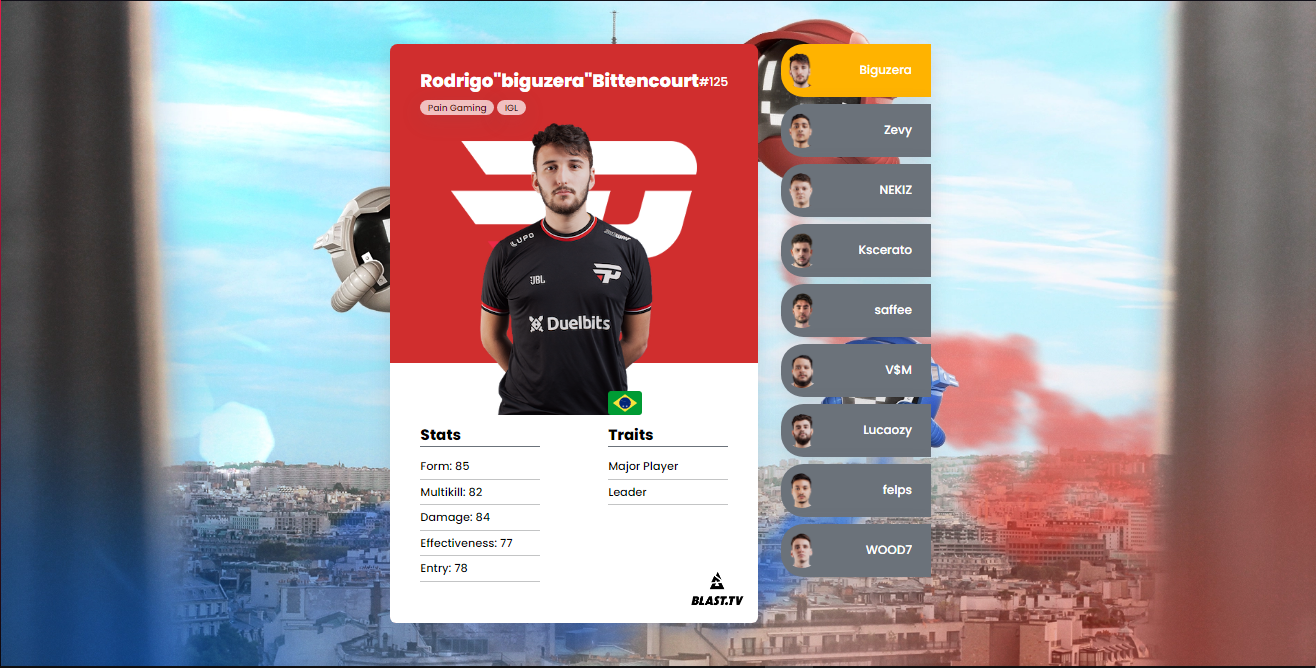 Rodrigo"biguzera"Bittencourt#125
Pain Gaming IGL
LUPO
JBL
Duelbits
Stats
Form: 85
Multikill: 82
Damage: 84
Effectiveness: 77
Entry: 78
Traits
Major Player
Leader
BLAST.TV
Biguzera
Zevy
NEKIZ
Kscerato
saffee
V$M
Lucaozy
felps
WOOD7